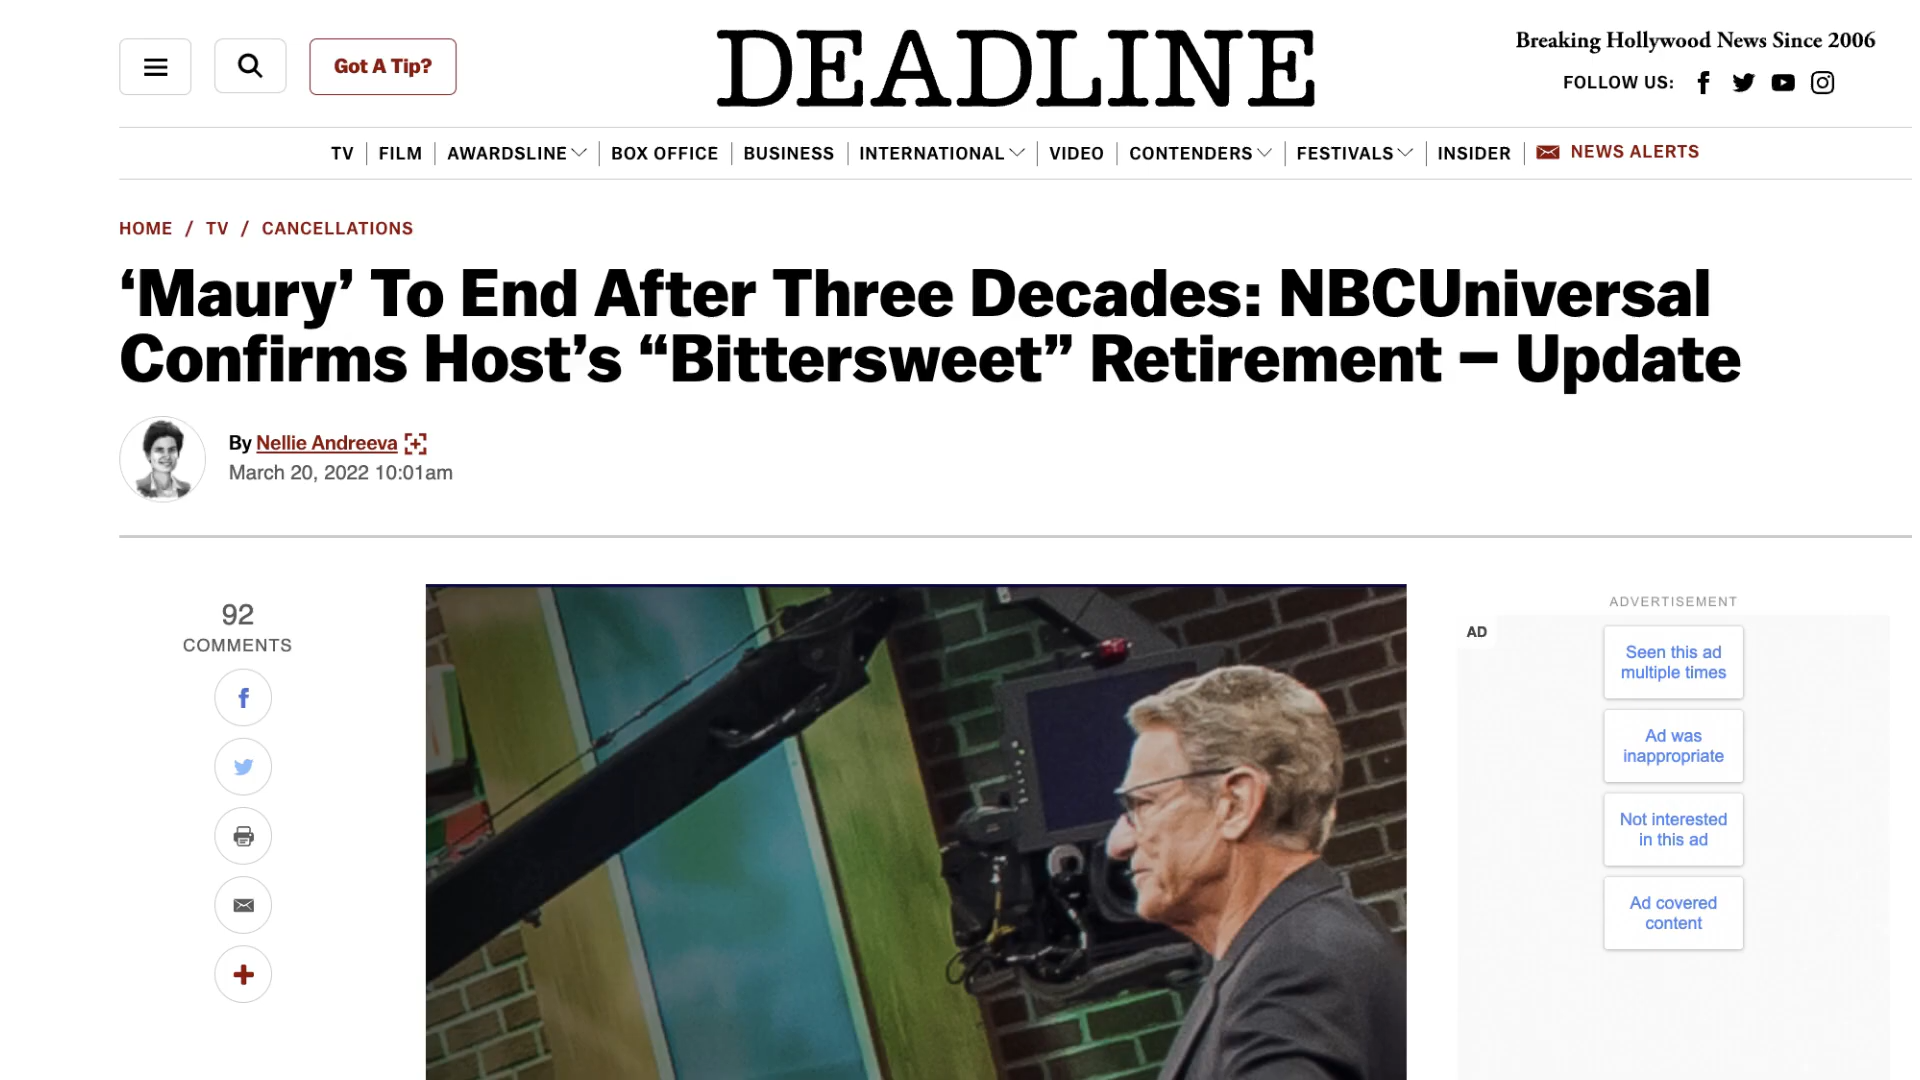 Got A Tip?
DEADLINE
Breaking Hollywood News Since 2006
FOLLOW US:
TV
FILM
AWARDSLINE
BOX OFFICE
BUSINESS
INTERNATIONAL
VIDEO
CONTENDERS
FESTIVALS
INSIDER
NEWS ALERTS
HOME / TV / CANCELLATIONS
‘Maury’ To End After Three Decades: NBCUniversal
Confirms Host’s “Bittersweet” Retirement – Update
By Nellie Andreeva
March 20, 2022 10:01am
92
COMMENTS
ADVERTISEMENT
AD
Seen this ad
multiple times
Ad was
inappropriate
Not interested
in this ad
Ad covered
content